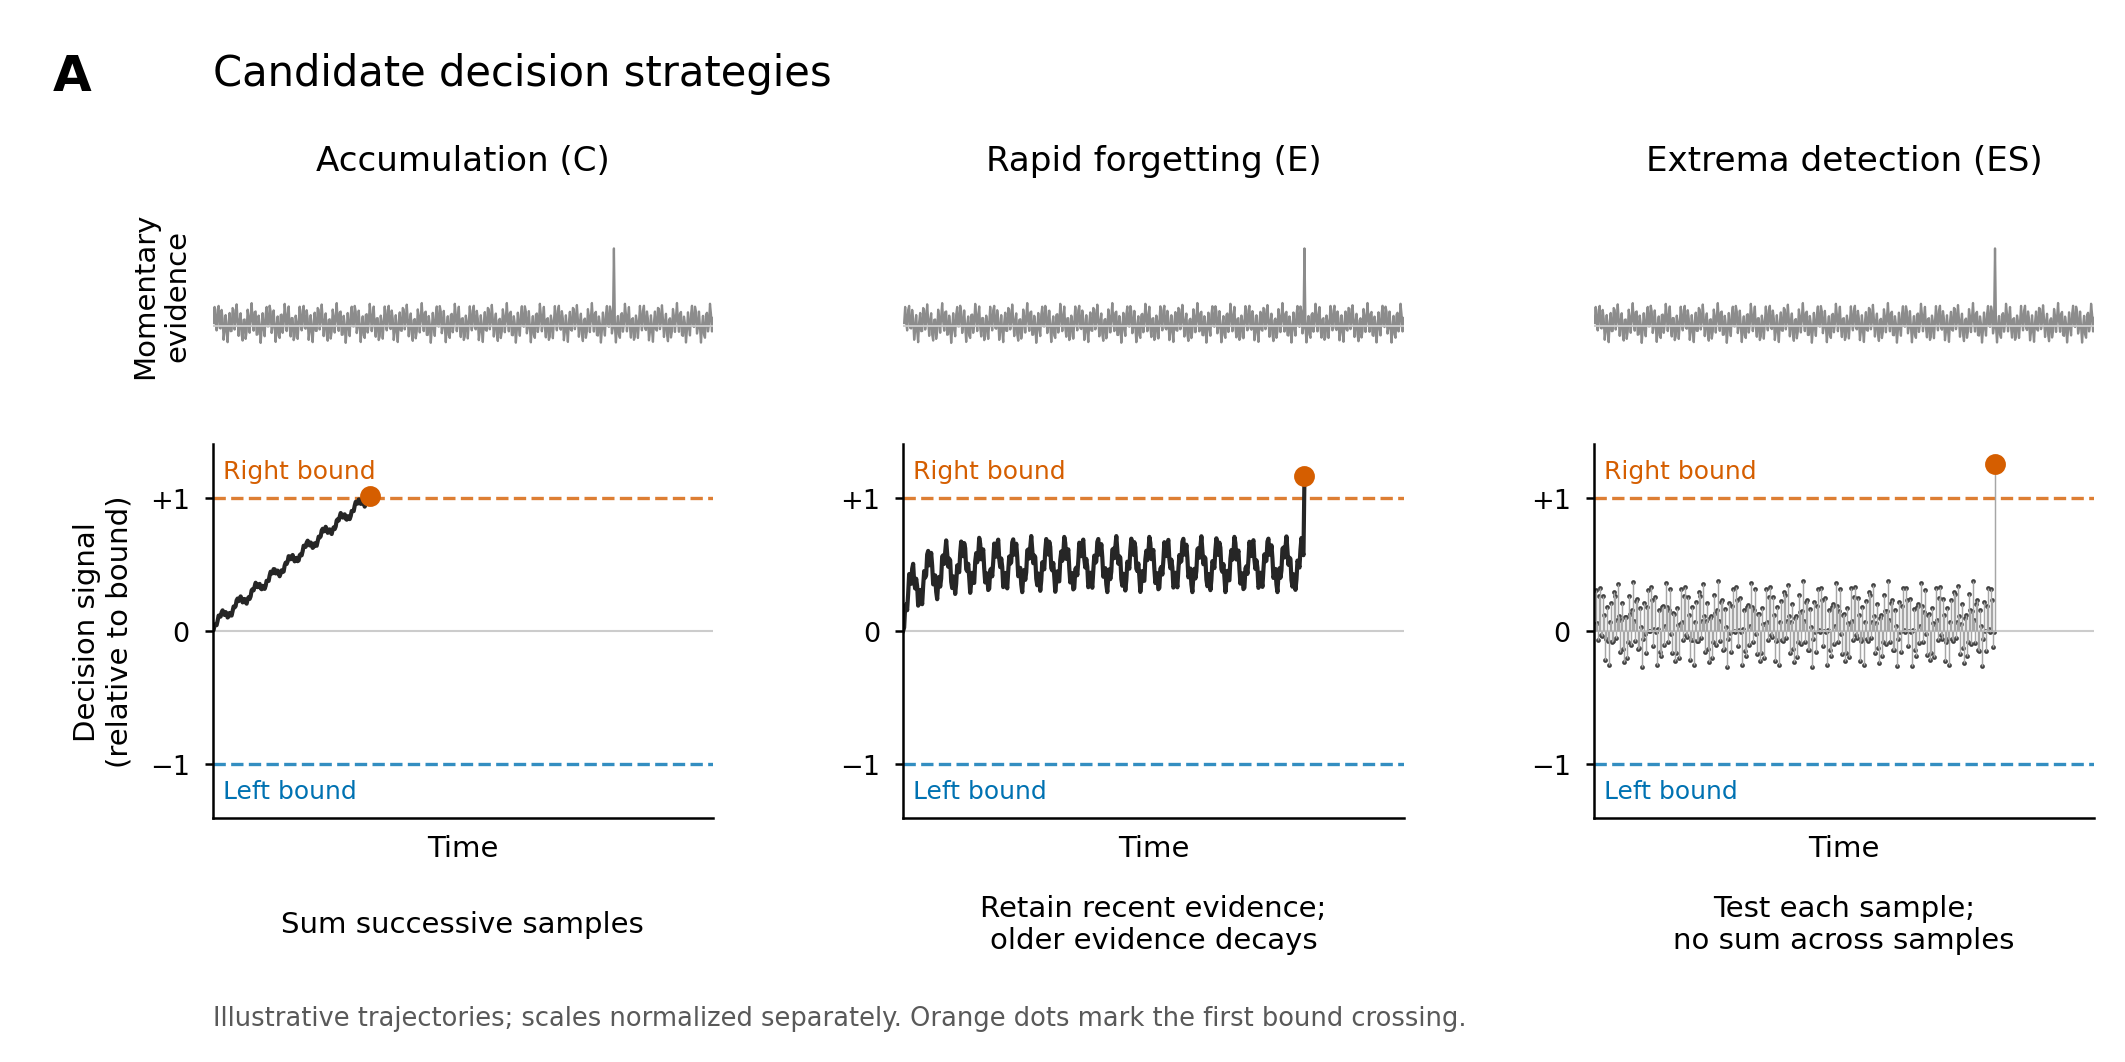 A
Candidate decision strategies
Accumulation (C)
Rapid forgetting (E)
Extrema detection (ES)
Momentary
evidence
Decision signal
(relative to bound)
Right bound
+1
0
−1
Left bound
Time
Right bound
+1
0
−1
Left bound
Time
Right bound
+1
0
−1
Left bound
Time
Sum successive samples
Retain recent evidence;
older evidence decays
Test each sample;
no sum across samples
Illustrative trajectories; scales normalized separately. Orange dots mark the first bound crossing.